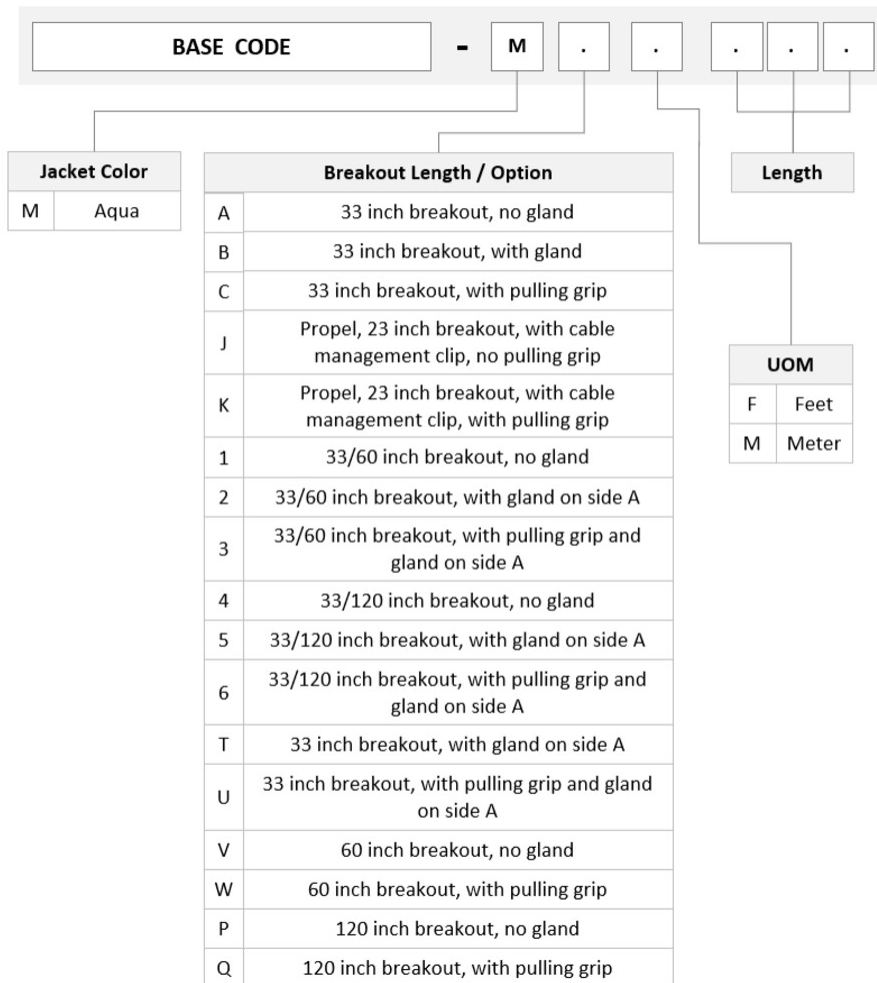 BASE CODE - M . . . . .
Jacket Color
M Aqua
Breakout Length / Option
A 33 inch breakout, no gland
B 33 inch breakout, with gland
C 33 inch breakout, with pulling grip
J Propel, 23 inch breakout, with cable
management clip, no pulling grip
K Propel, 23 inch breakout, with cable
management clip, with pulling grip
1 33/60 inch breakout, no gland
2 33/60 inch breakout, with gland on side A
3 33/60 inch breakout, with pulling grip and
gland on side A
4 33/120 inch breakout, no gland
5 33/120 inch breakout, with gland on side A
6 33/120 inch breakout, with pulling grip and
gland on side A
T 33 inch breakout, with gland on side A
U 33 inch breakout, with pulling grip and gland
on side A
V 60 inch breakout, no gland
W 60 inch breakout, with pulling grip
P 120 inch breakout, no gland
Q 120 inch breakout, with pulling grip
Length
UOM
F Feet
M Meter